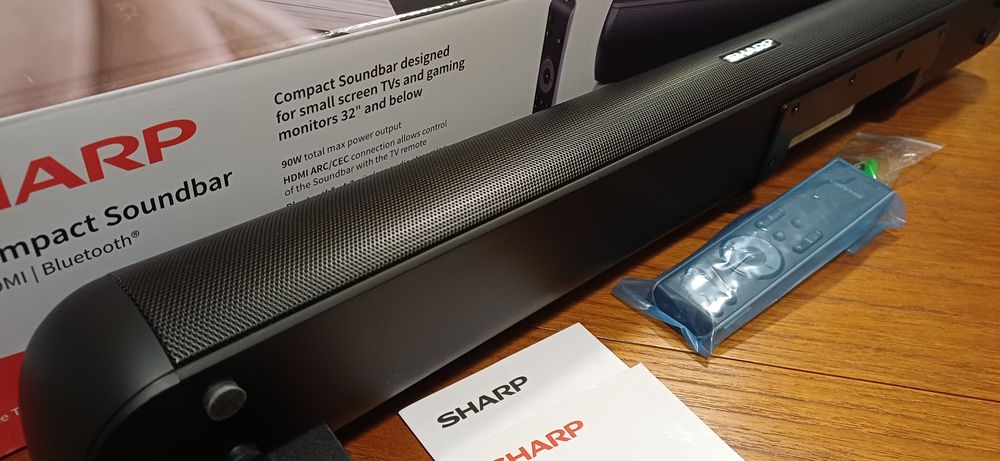 Compact Soundbar designed
for small screen TVs and gaming
monitors 32" and below
90W total max power output
HDMI ARC/CEC connection allows control
of the Soundbar with the TV remote
ARP
mpact Soundbar
MI | Bluetooth®
SHARP
SHARP
SHARP